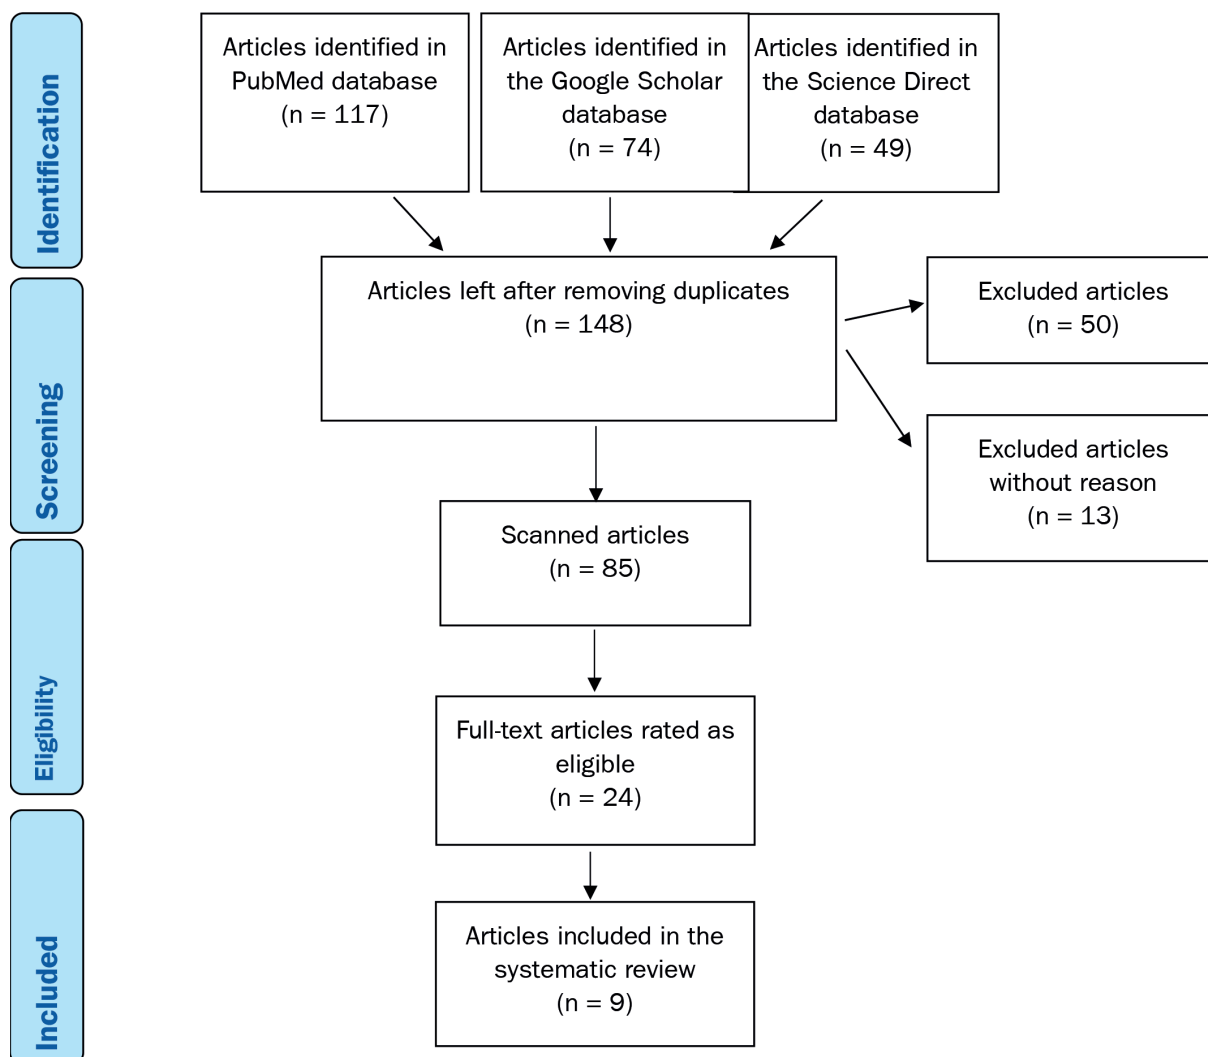 Identification
Articles identified in
PubMed database
(n = 117)
Articles identified in
the Google Scholar
database
(n = 74)
Articles identified in
the Science Direct
database
(n = 49)
Articles left after removing duplicates
(n = 148)
Excluded articles
(n = 50)
Screening
Excluded articles
without reason
(n = 13)
Scanned articles
(n = 85)
Eligibility
Full-text articles rated as
eligible
(n = 24)
Included
Articles included in the
systematic review
(n = 9)